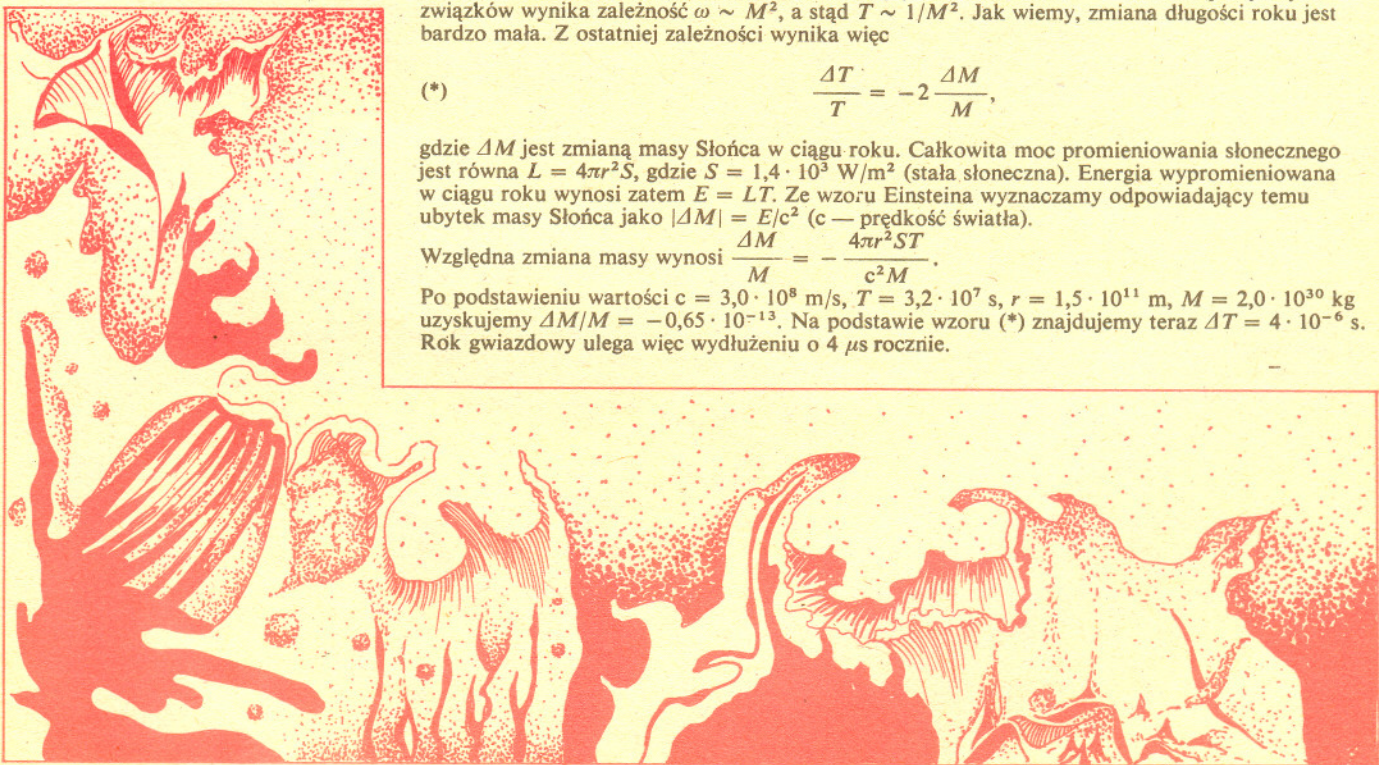 związków wynika zależność ω ~ M², a stąd T ~ 1/M². Jak wiemy, zmiana długości roku jest
bardzo mała. Z ostatniej zależności wynika więc
(*) ΔT/T = −2 ΔM/M,
gdzie ΔM jest zmianą masy Słońca w ciągu roku. Całkowita moc promieniowania słonecznego
jest równa L = 4πr²S, gdzie S = 1,4 · 10³ W/m² (stała słoneczna). Energia wypromieniowana
w ciągu roku wynosi zatem E = LT. Ze wzoru Einsteina wyznaczamy odpowiadający temu
ubytek masy Słońca jako |ΔM| = E/c² (c — prędkość światła).
Względna zmiana masy wynosi ΔM/M = − 4πr²ST/c²M.
Po podstawieniu wartości c = 3,0 · 10⁸ m/s, T = 3,2 · 10⁷ s, r = 1,5 · 10¹¹ m, M = 2,0 · 10³⁰ kg
uzyskujemy ΔM/M = −0,65 · 10⁻¹³. Na podstawie wzoru (*) znajdujemy teraz ΔT = 4 · 10⁻⁶ s.
Rok gwiazdowy ulega więc wydłużeniu o 4 μs rocznie.